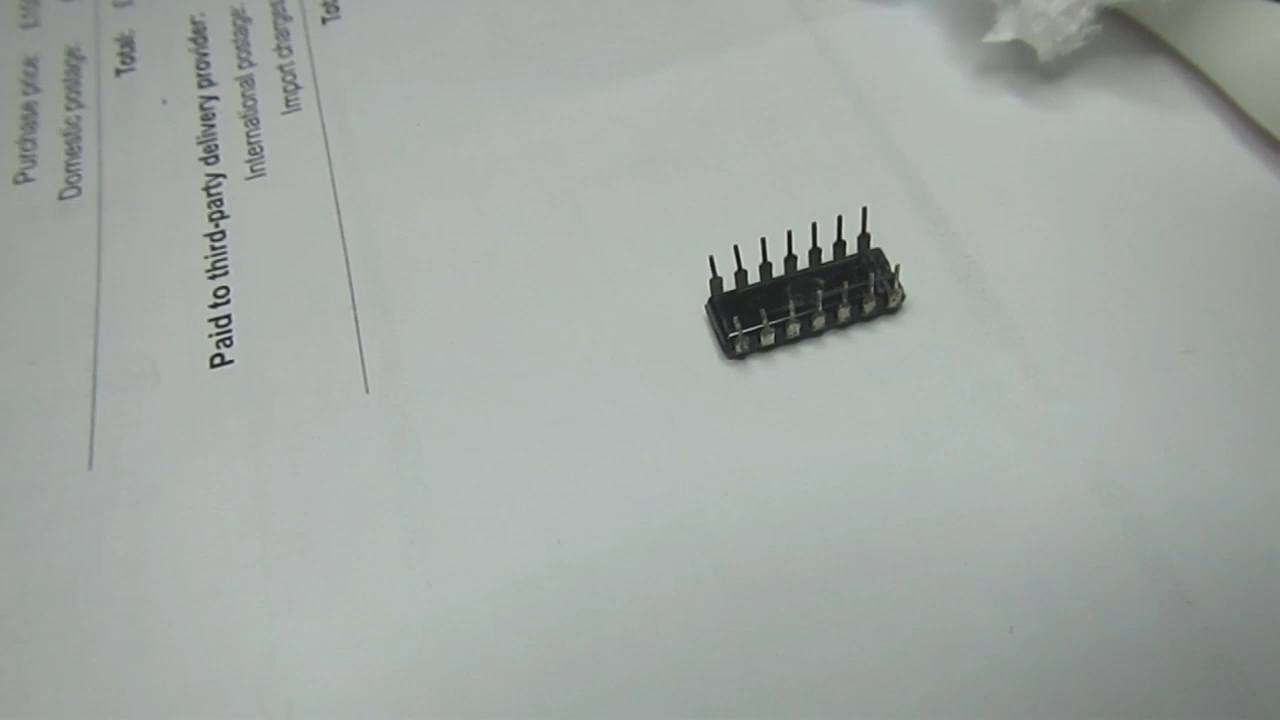 Purchase price:
Domestic postage:
Total:
Paid to third-party delivery provider:
International postage:
Import charges: